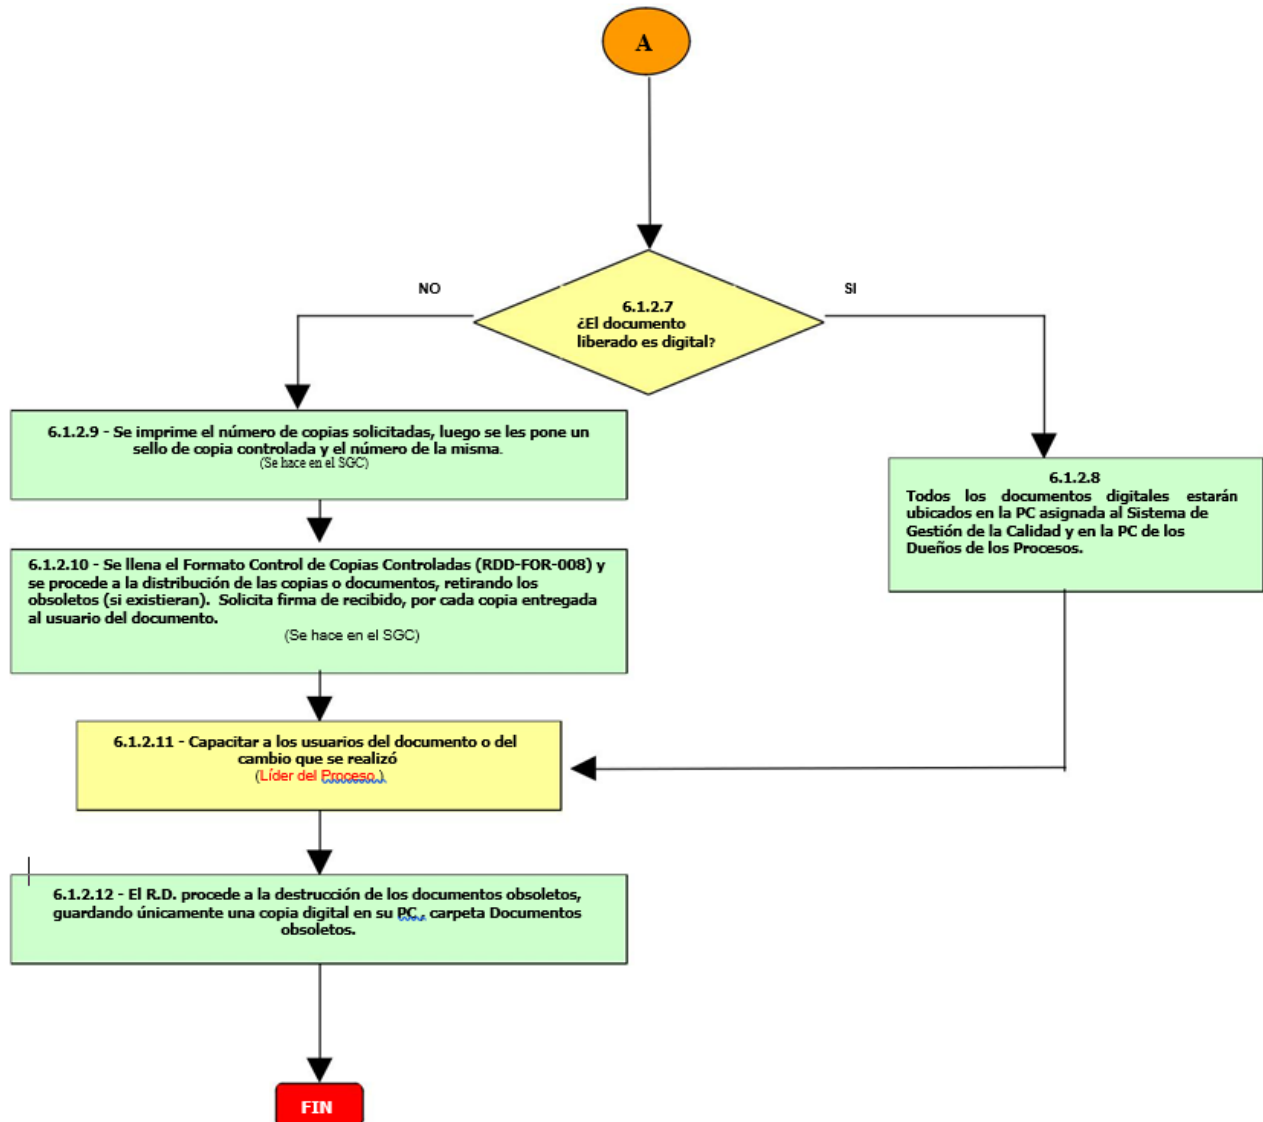 A
NO
SI
6.1.2.7
¿El documento
liberado es digital?
6.1.2.9 - Se imprime el número de copias solicitadas, luego se les pone un
sello de copia controlada y el número de la misma.
(Se hace en el SGC)
6.1.2.8
Todos los documentos digitales estarán
ubicados en la PC asignada al Sistema de
Gestión de la Calidad y en la PC de los
Dueños de los Procesos.
6.1.2.10 - Se llena el Formato Control de Copias Controladas (RDD-FOR-008) y
se procede a la distribución de las copias o documentos, retirando los
obsoletos (si existieran). Solicita firma de recibido, por cada copia entregada
al usuario del documento.
(Se hace en el SGC)
6.1.2.11 - Capacitar a los usuarios del documento o del
cambio que se realizó
(Líder del Proceso )
6.1.2.12 - El R.D. procede a la destrucción de los documentos obsoletos,
guardando únicamente una copia digital en su PC , carpeta Documentos
obsoletos.
FIN